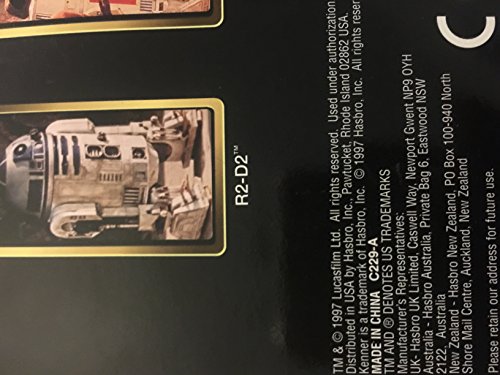 R2-D2™
TM & © 1997 Lucasfilm Ltd. All rights reserved. Used under authorization.
Distributed in USA by Hasbro, Inc., Pawtucket, Rhode Island 02862 USA.
Kenner a trademark of Hasbro, Inc. © 1997 Hasbro, Inc. All rights reser
MADE IN CHINA C229-A
TM AND ® DENOTES US TRADEMARKS
Manufacturer's Representatives:
UK- Hasbro UK Limited, Caswell Way, Newport Gwent NP9 0YH
Australia - Hasbro Australia, Private Bag 6, Eastwood NSW
2122, Australia
New Zealand - Hasbro New Zealand, PO Box 100-940 North
Shore Mall Centre, Auckland, New Zealand
Please retain your address for future use.